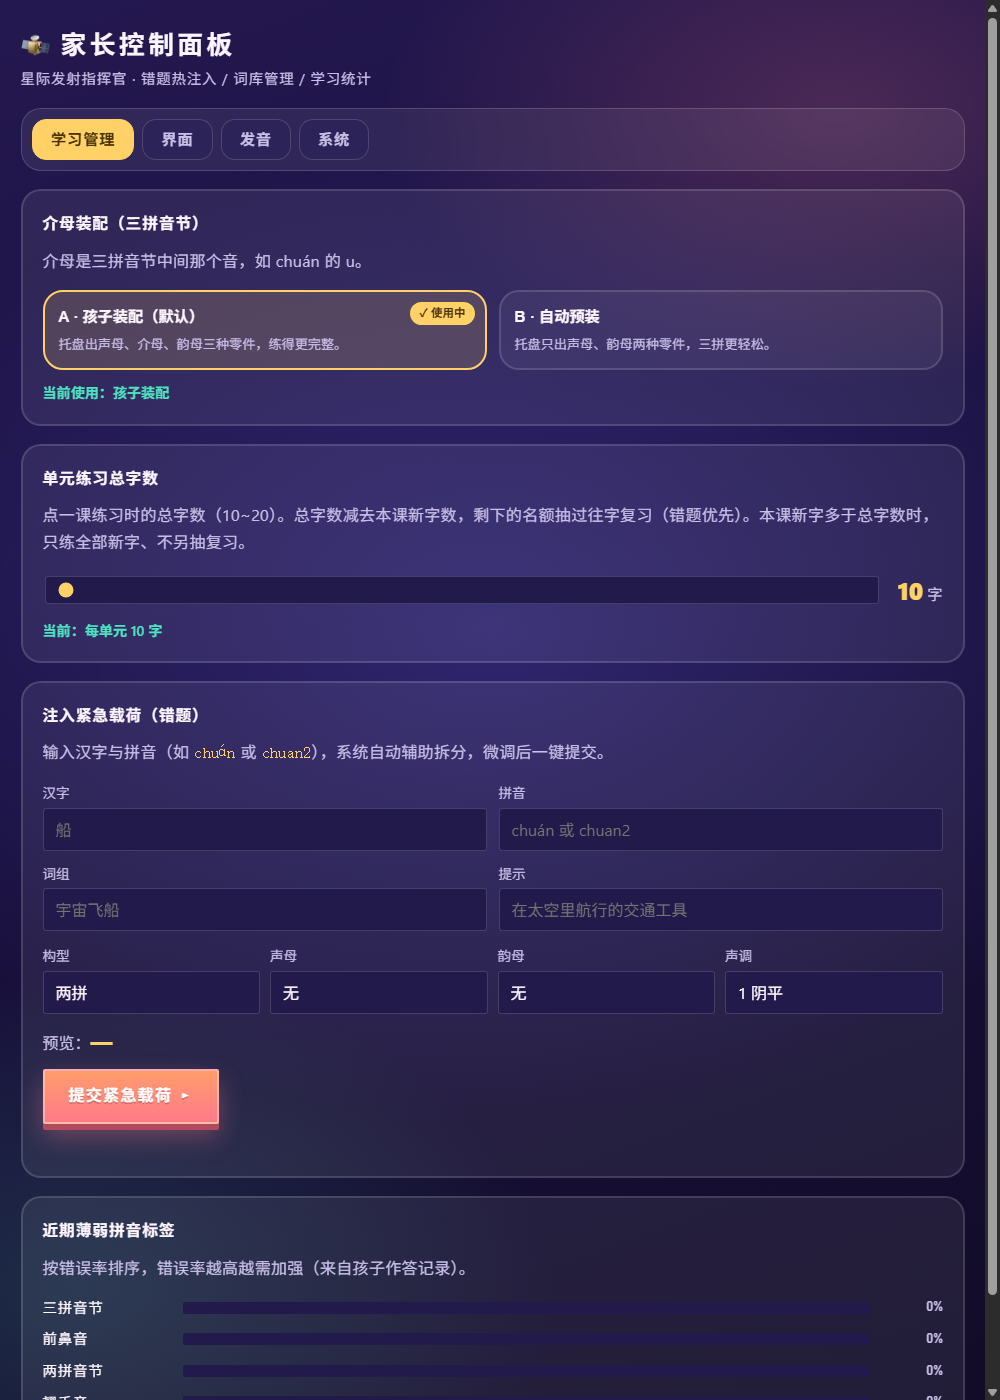 家长控制面板
星际发射指挥官 · 错题热注入 / 词库管理 / 学习统计
学习管理 界面 发音 系统
介母装配（三拼音节）
介母是三拼音节中间那个音，如 chuán 的 u。
A · 孩子装配（默认） ✓ 使用中
托盘出声母、介母、韵母三种零件，练得更完整。
B · 自动预装
托盘只出声母、韵母两种零件，三拼更轻松。
当前使用：孩子装配
单元练习总字数
点一课练习时的总字数（10~20）。总字数减去本课新字数，剩下的名额抽过往字复习（错题优先）。本课新字多于总字数时，
只练全部新字、不另抽复习。
10 字
当前：每单元 10 字
注入紧急载荷（错题）
输入汉字与拼音（如 chuán 或 chuan2），系统自动辅助拆分，微调后一键提交。
汉字 拼音
船 chuán 或 chuan2
词组 提示
宇宙飞船 在太空里航行的交通工具
构型 声母 韵母 声调
两拼 无 无 1 阴平
预览：—
提交紧急载荷 ▸
近期薄弱拼音标签
按错误率排序，错误率越高越需加强（来自孩子作答记录）。
三拼音节 0%
前鼻音 0%
两拼音节 0%